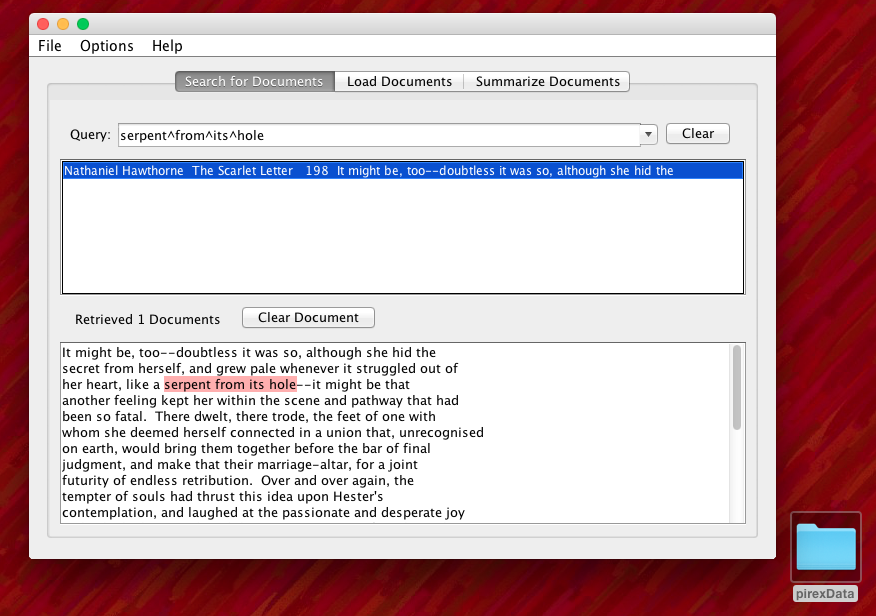 File Options Help
Search for Documents Load Documents Summarize Documents
Query: serpent^from^its^hole Clear
Nathaniel Hawthorne The Scarlet Letter 198 It might be, too--doubtless it was so, although she hid the
Retrieved 1 Documents Clear Document
It might be, too--doubtless it was so, although she hid the
secret from herself, and grew pale whenever it struggled out of
her heart, like a serpent from its hole--it might be that
another feeling kept her within the scene and pathway that had
been so fatal.  There dwelt, there trode, the feet of one with
whom she deemed herself connected in a union that, unrecognised
on earth, would bring them together before the bar of final
judgment, and make that their marriage-altar, for a joint
futurity of endless retribution.  Over and over again, the
tempter of souls had thrust this idea upon Hester's
contemplation, and laughed at the passionate and desperate joy
pirexData